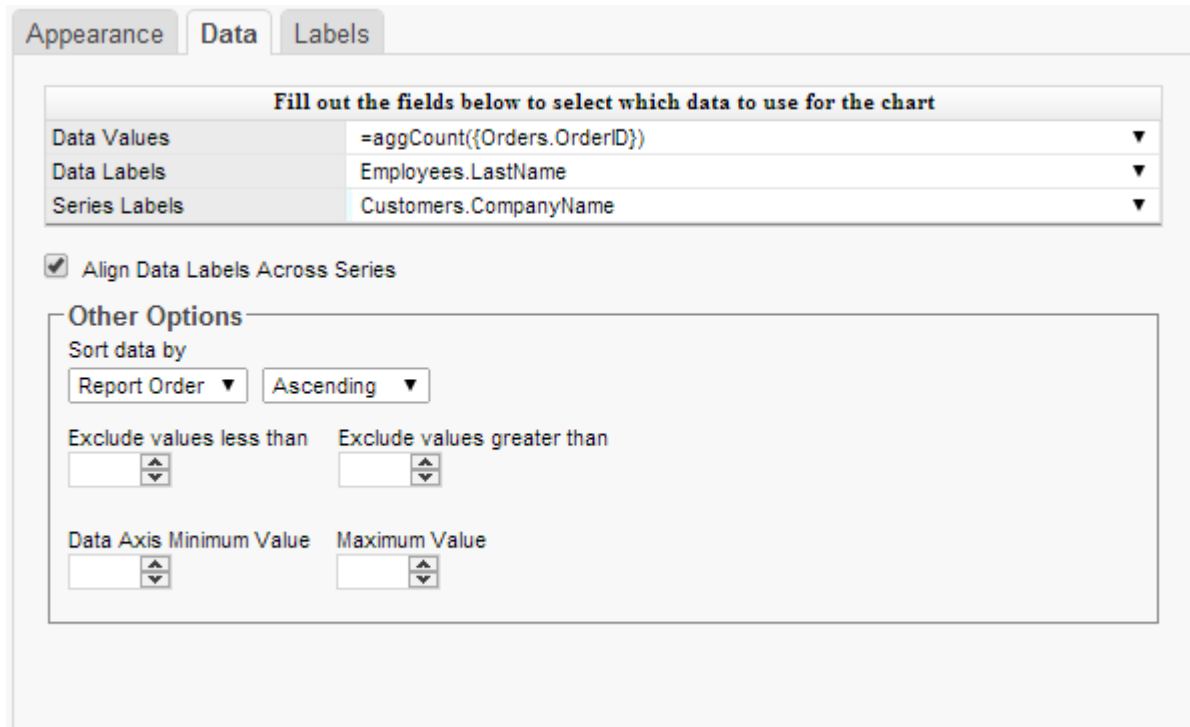 Appearance Data Labels
Fill out the fields below to select which data to use for the chart
Data Values =aggCount({Orders.OrderID})
Data Labels Employees.LastName
Series Labels Customers.CompanyName
Align Data Labels Across Series
Other Options
Sort data by
Report Order Ascending
Exclude values less than Exclude values greater than
Data Axis Minimum Value Maximum Value